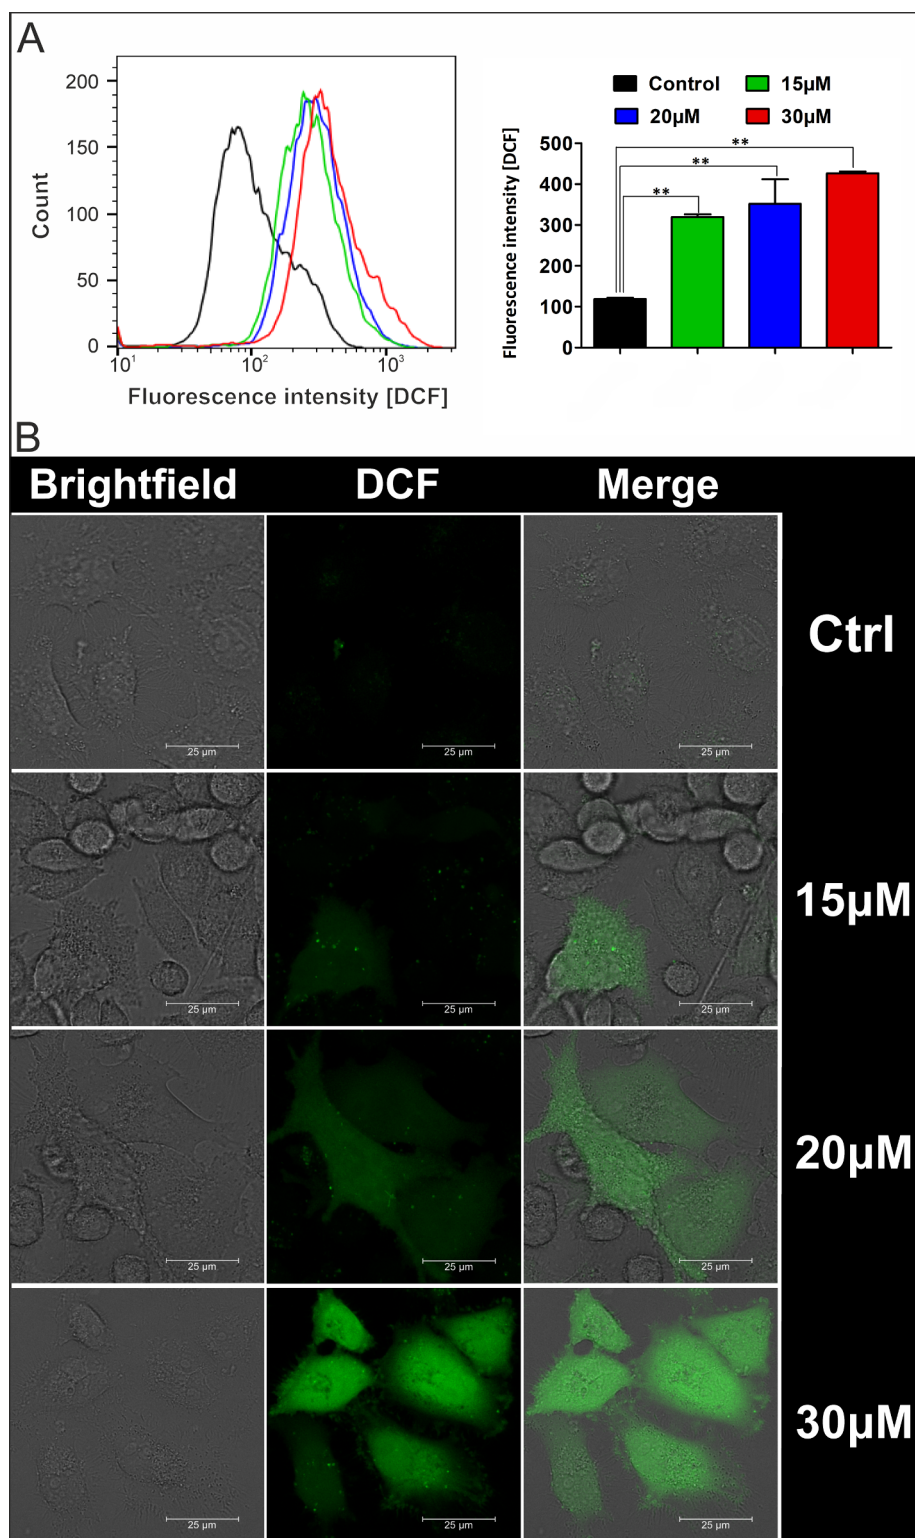 A
Count
200
150
100
50
0
10¹ 10² 10³
Fluorescence intensity [DCF]
Control 15µM
20µM 30µM
Fluorescence intensity [DCF]
500
400
300
200
100
0
**
**
**
B
Brightfield DCF Merge
Ctrl
25 µm 25 µm 25 µm
15µM
25 µm 25 µm 25 µm
20µM
25 µm 25 µm 25 µm
30µM
25 µm 25 µm 25 µm